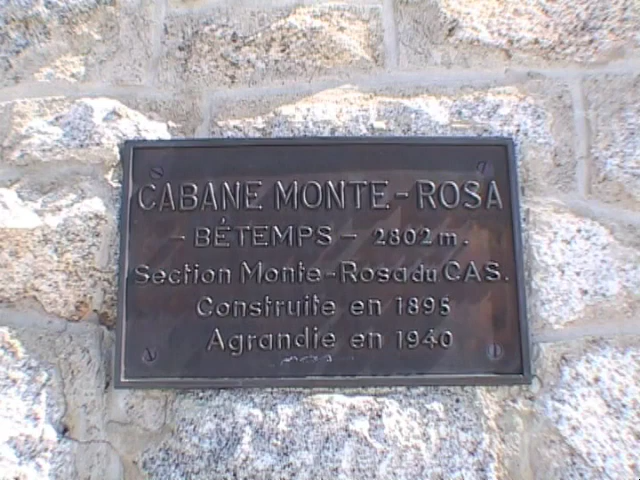 CABANE MONTE-ROSA
- BÉTEMPS - 2802 m.
Section Monte-Rosa du CAS.
Construite en 1895
Agrandie en 1940